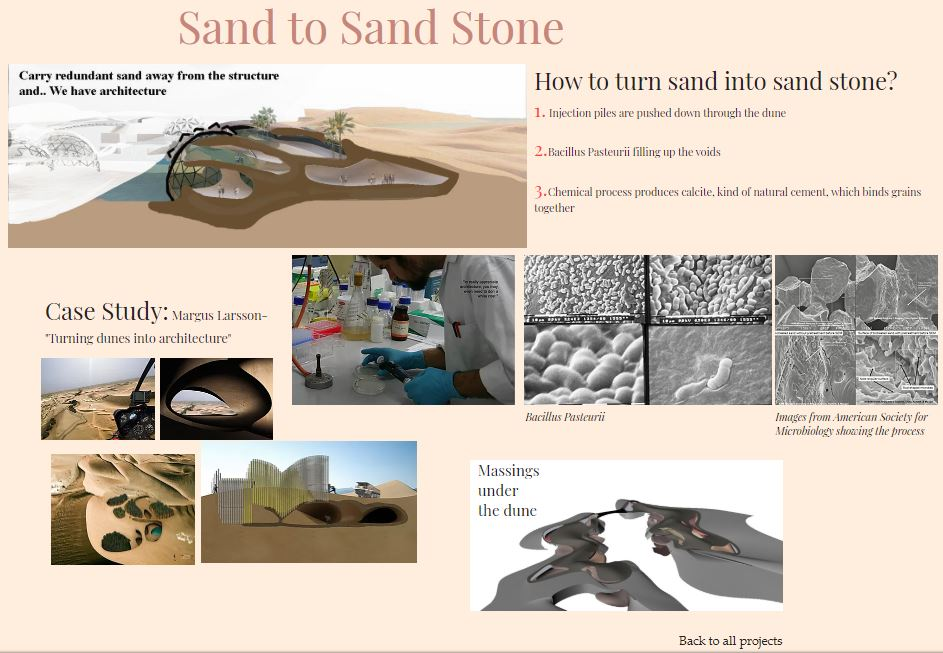 Sand to Sand Stone
Carry redundant sand away from the structure
and.. We have architecture
How to turn sand into sand stone?
1. Injection piles are pushed down through the dune
2.Bacillus Pasteurii filling up the voids
3.Chemical process produces calcite, kind of natural cement, which binds grains
together
Case Study: Margus Larsson-
"Turning dunes into architecture"
Bacillus Pasteurii
Images from American Society for
Microbiology showing the process
Massings
under
the dune
Back to all projects